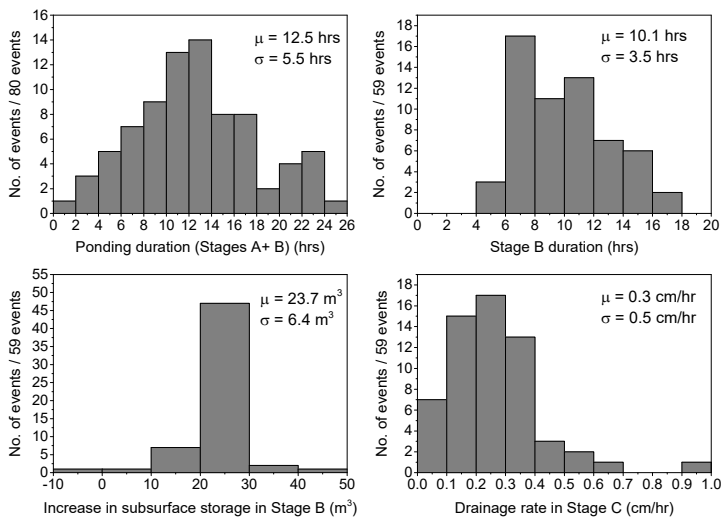 16
14
12
10
8
6
4
2
0
No. of events / 80 events
μ = 12.5 hrs
σ = 5.5 hrs
0 2 4 6 8 10 12 14 16 18 20 22 24 26
Ponding duration (Stages A+ B) (hrs)
18
16
14
12
10
8
6
4
2
0
No. of events / 59 events
μ = 10.1 hrs
σ = 3.5 hrs
0 2 4 6 8 10 12 14 16 18 20
Stage B duration (hrs)
55
50
45
40
35
30
25
20
15
10
5
0
No. of events / 59 events
μ = 23.7 m³
σ = 6.4 m³
-10 0 10 20 30 40 50
Increase in subsurface storage in Stage B (m³)
18
16
14
12
10
8
6
4
2
0
No. of events / 59 events
μ = 0.3 cm/hr
σ = 0.5 cm/hr
0.0 0.1 0.2 0.3 0.4 0.5 0.6 0.7 0.8 0.9 1.0
Drainage rate in Stage C (cm/hr)